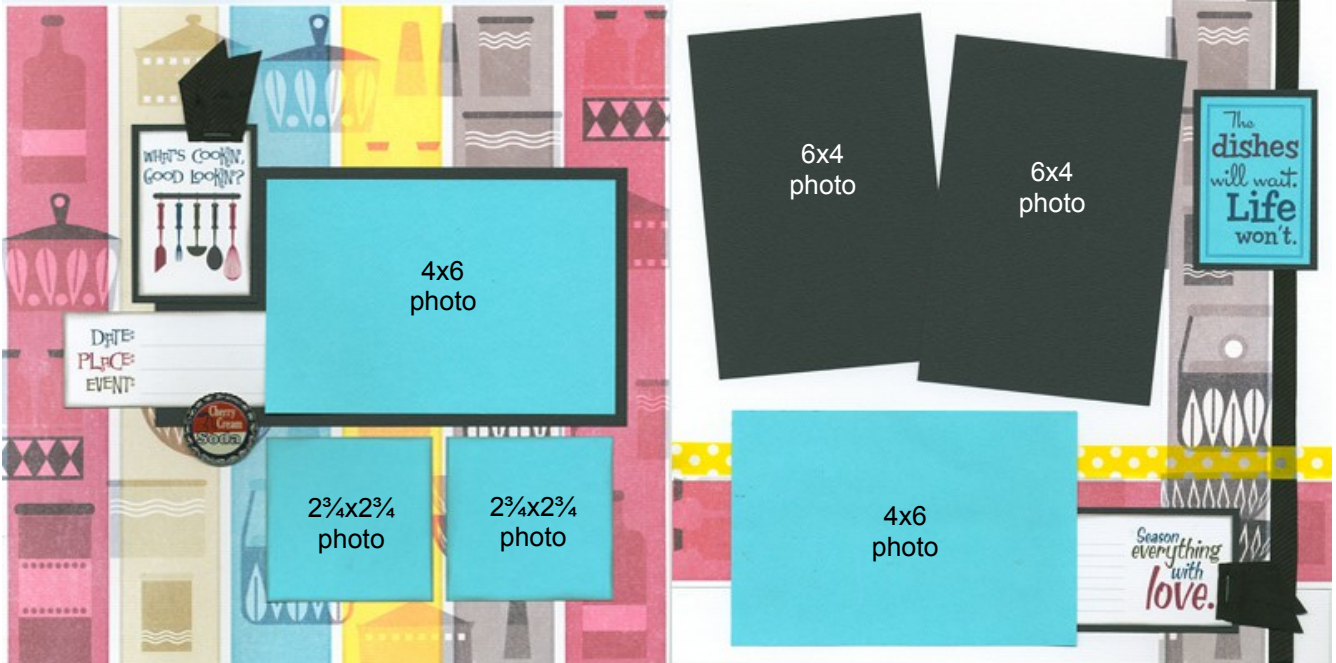 WHAT'S COOKIN',
GOOD LOOKIN'?
4x6
photo
DATE:
PLACE:
EVENT:
Cherry
Cream
Soda
2¾x2¾
photo
2¾x2¾
photo
6x4
photo
6x4
photo
The
dishes
will wait.
Life
won't.
4x6
photo
Season
everything
with
love.